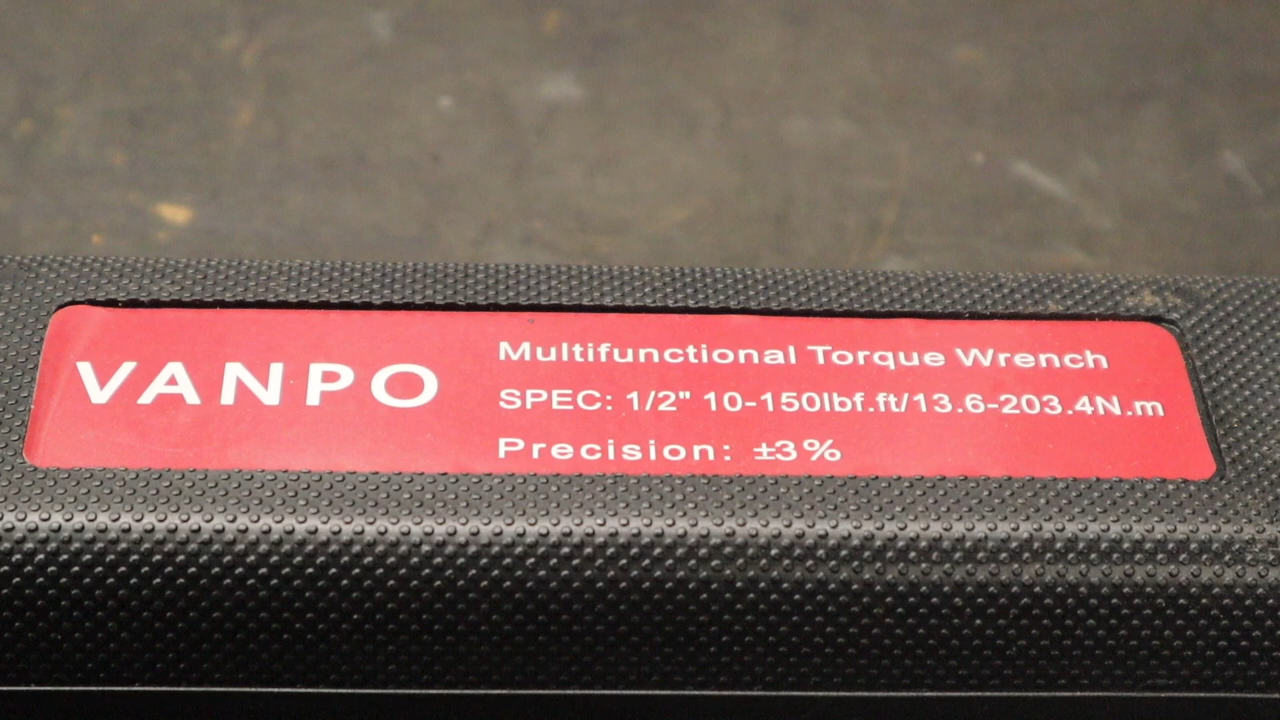 VANPO
Multifunctional Torque Wrench
SPEC: 1/2" 10-150lbf.ft/13.6-203.4N.m
Precision: ±3%